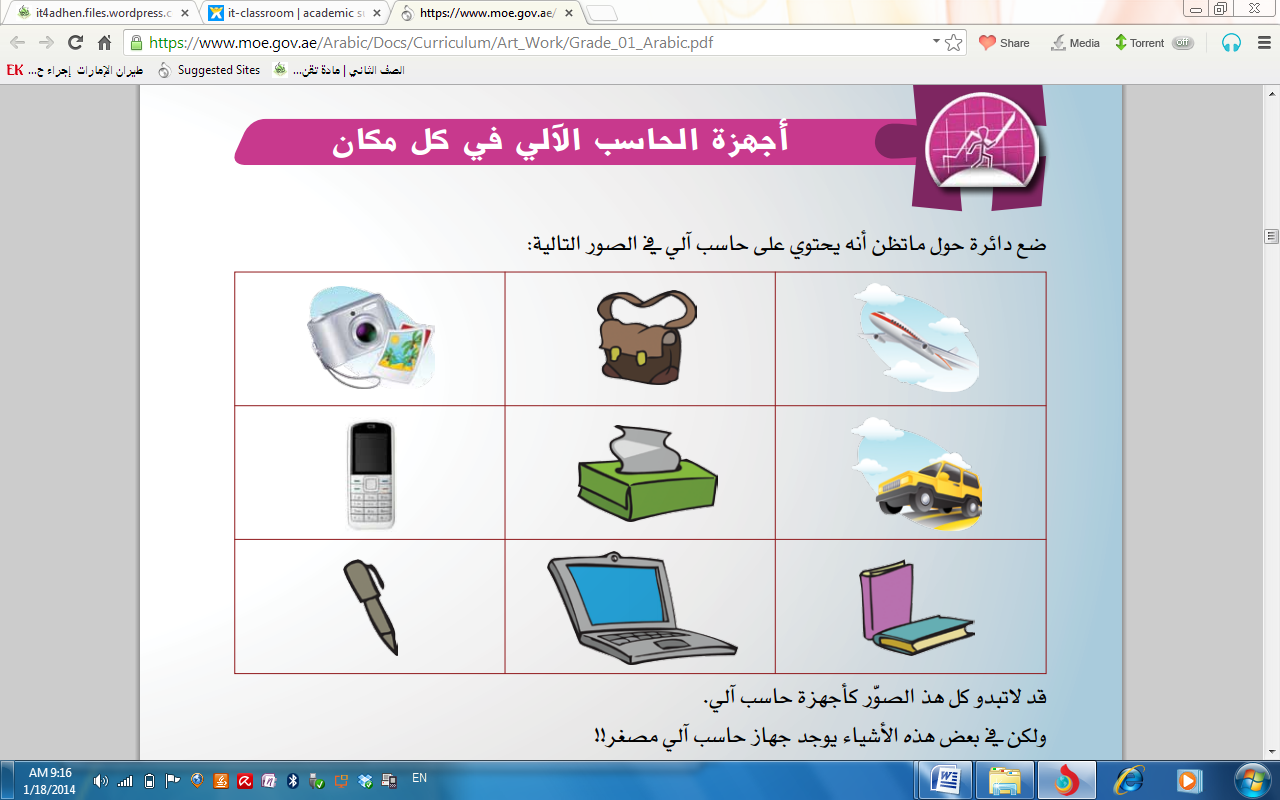 it4adhen.files.wordpress.c
it-classroom | academic su
https://www.moe.gov.ae/
https://www.moe.gov.ae/Arabic/Docs/Curriculum/Art_Work/Grade_01_Arabic.pdf
Share
Media
Torrent
off
EK
طيران الإمارات إجراء ح...
Suggested Sites
الصف الثاني | مادة تقن...
أجهزة الحاسب الآلي في كل مكان
ضع دائرة حول ماتظن أنه يحتوي على حاسب آلي في الصور التالية:
قد لاتبدو كل هذ الصوّر كأجهزة حاسب آلي.
ولكن في بعض هذه الأشياء يوجد جهاز حاسب آلي مصغر!!
AM 9:16
1/18/2014
EN